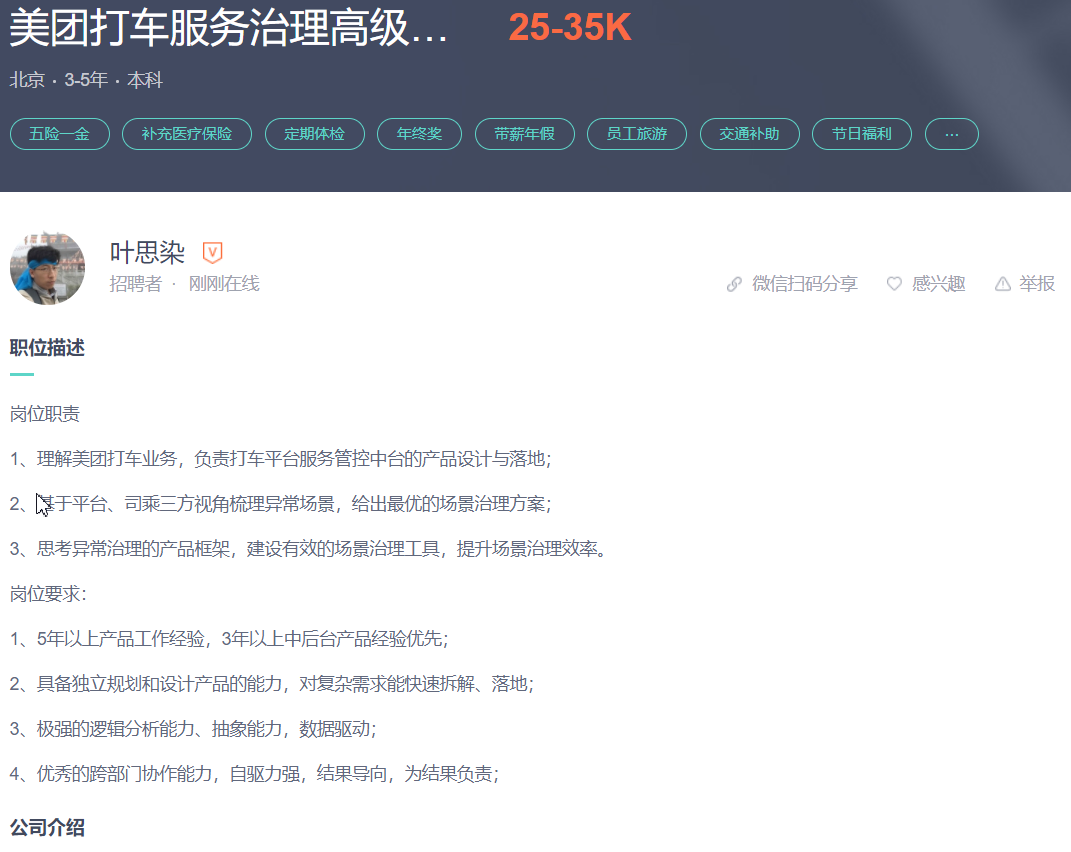 美团打车服务治理高级... 25-35K
北京 · 3-5年 · 本科
五险一金 补充医疗保险 定期体检 年终奖 带薪年假 员工旅游 交通补助 节日福利 ...
叶思染 V
招聘者 · 刚刚在线 微信扫码分享 感兴趣 举报
职位描述
岗位职责
1、理解美团打车业务，负责打车平台服务管控中台的产品设计与落地；
2、基于平台、司乘三方视角梳理异常场景，给出最优的场景治理方案；
3、思考异常治理的产品框架，建设有效的场景治理工具，提升场景治理效率。
岗位要求：
1、5年以上产品工作经验，3年以上中后台产品经验优先；
2、具备独立规划和设计产品的能力，对复杂需求能快速拆解、落地；
3、极强的逻辑分析能力、抽象能力，数据驱动；
4、优秀的跨部门协作能力，自驱力强，结果导向，为结果负责；
公司介绍